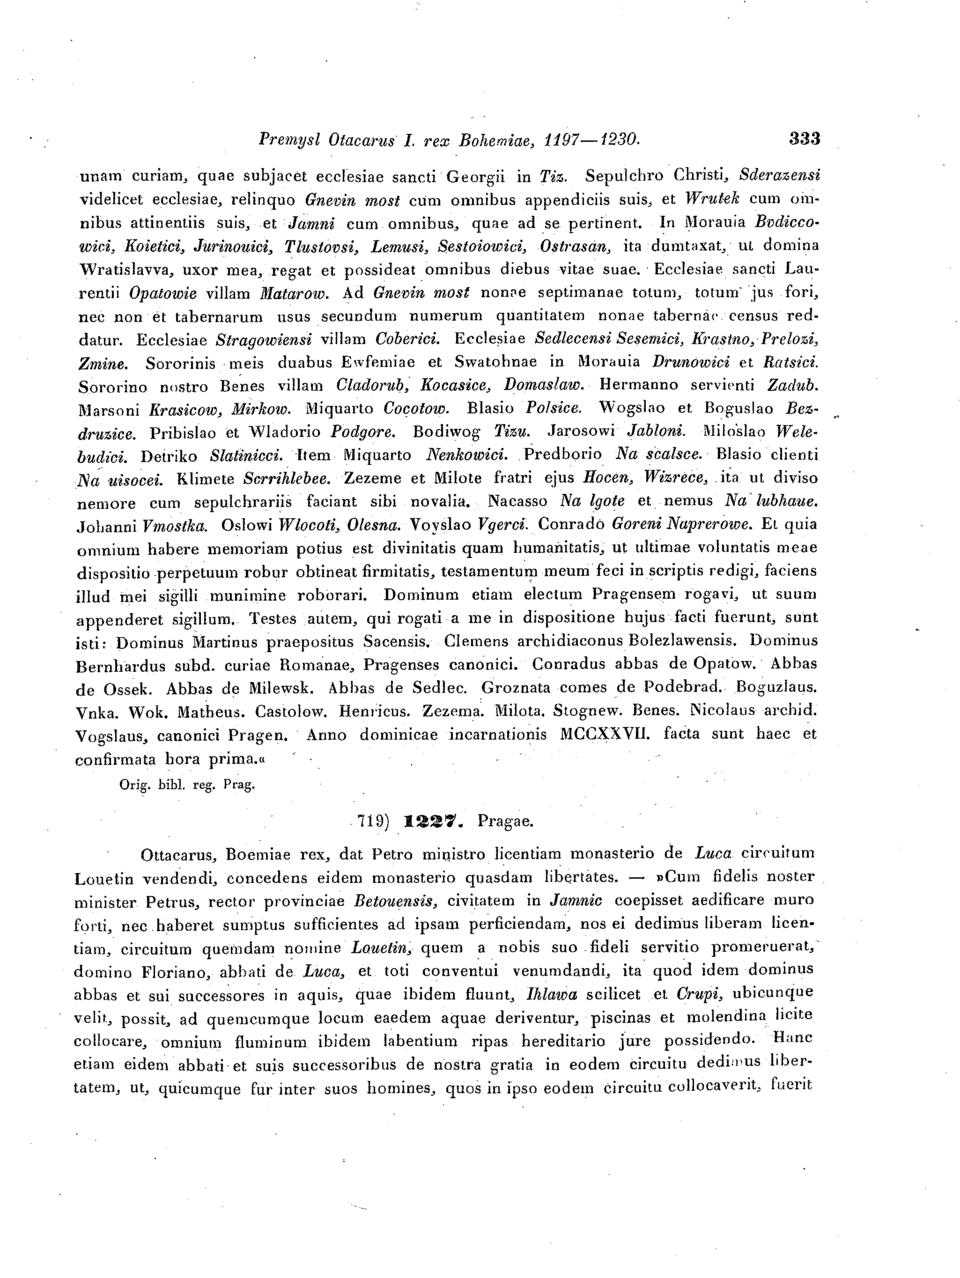 Premysl Otacarus I. rex Bohemiae, 1197—1230. 333
unam curiam, quae subjacet ecclesiae sancti Georgii in Tiz. Sepulchro Christi, Sderazensi
videlicet ecclesiae, relinquo Gnevin most cum omnibus appendiciis suis, et Wrutek cum om-
nibus attinentiis suis, et Jamni cum omnibus, quae ad se pertinent. In Morauia Bodicco-
wici, Koietici, Jurinouici, Tlustovsi, Lemusi, Sestoiowici, Ostrasan, ita dumtaxat, ut domina
Wratislavva, uxor mea, regat et possideat omnibus diebus vitae suae. Ecclesiae sancti Lau-
rentii Opatowie villam Matarow. Ad Gnevin most nonae septimanae totum, totum jus fori,
nec non et tabernarum usus secundum numerum quantitatem nonae tabernae census red-
datur. Ecclesiae Stragowiensi villam Coberici. Ecclesiae Sedlecensi Sesemici, Krastno, Prelozi,
Zmine. Sororinis meis duabus Ewfemiae et Swatohnae in Morauia Drunowici et Ratsici.
Sororino nostro Benes villam Cladorub, Kocasice, Domaslaw. Hermanno servienti Zadub.
Marsoni Krasicow, Mirkow. Miquarto Cocotow. Blasio Polsice. Wogslao et Boguslao Bez-
druzice. Pribislao et Wladorio Podgore. Bodiwog Tizu. Jarosowi Jabloni. Miloslao Wele-
budici. Detriko Slatinicci. Item Miquarto Nenkowici. Predborio Na scalsce. Blasio clienti
Na uisocei. Klimete Scrrihlebee. Zezeme et Milote fratri ejus Hocen, Wizrece, ita ut diviso
nemore cum sepulchrariis faciant sibi novalia. Nacasso Na lgote et nemus Na lubhaue.
Johanni Vmostka. Oslowi Wlocoti, Olesna. Voyslao Vgerci. Conrado Goreni Naprerowe. Et quia
omnium habere memoriam potius est divinitatis quam humanitatis, ut ultimae voluntatis meae
dispositio perpetuum robur obtineat firmitatis, testamentum meum feci in scriptis redigi, faciens
illud mei sigilli munimine roborari. Dominum etiam electum Pragensem rogavi, ut suum
appenderet sigillum. Testes autem, qui rogati a me in dispositione hujus facti fuerunt, sunt
isti: Dominus Martinus praepositus Sacensis. Clemens archidiaconus Bolezlawensis. Dominus
Bernhardus subd. curiae Romanae, Pragenses canonici. Conradus abbas de Opatow. Abbas
de Ossek. Abbas de Milewsk. Abbas de Sedlec. Groznata comes de Podebrad. Boguzlaus.
Vnka. Wok. Matheus. Castolow. Henricus. Zezema. Milota. Stognew. Benes. Nicolaus archid.
Vogslaus, canonici Pragen. Anno dominicae incarnationis MCCXXVII. facta sunt haec et
confirmata hora prima.«
Orig. bibl. reg. Prag.
719) 1227. Pragae.
Ottacarus, Boemiae rex, dat Petro ministro licentiam monasterio de Luca circuitum
Louetin vendendi, concedens eidem monasterio quasdam libertates. — »Cum fidelis noster
minister Petrus, rector provinciae Betouensis, civitatem in Jamnic coepisset aedificare muro
forti, nec haberet sumptus sufficientes ad ipsam perficiendam, nos ei dedimus liberam licen-
tiam, circuitum quemdam nomine Louetin, quem a nobis suo fideli servitio promeruerat,
domino Floriano, abbati de Luca, et toti conventui venumdandi, ita quod idem dominus
abbas et sui successores in aquis, quae ibidem fluunt, Ihlawa scilicet et Crupi, ubicunque
velit, possit, ad quemcumque locum eaedem aquae deriventur, piscinas et molendina licite
collocare, omnium fluminum ibidem labentium ripas hereditario jure possidendo. Hanc
etiam eidem abbati et suis successoribus de nostra gratia in eodem circuitu dedimus liber-
tatem, ut, quicumque fur inter suos homines, quos in ipso eodem circuitu collocaverit, fuerit